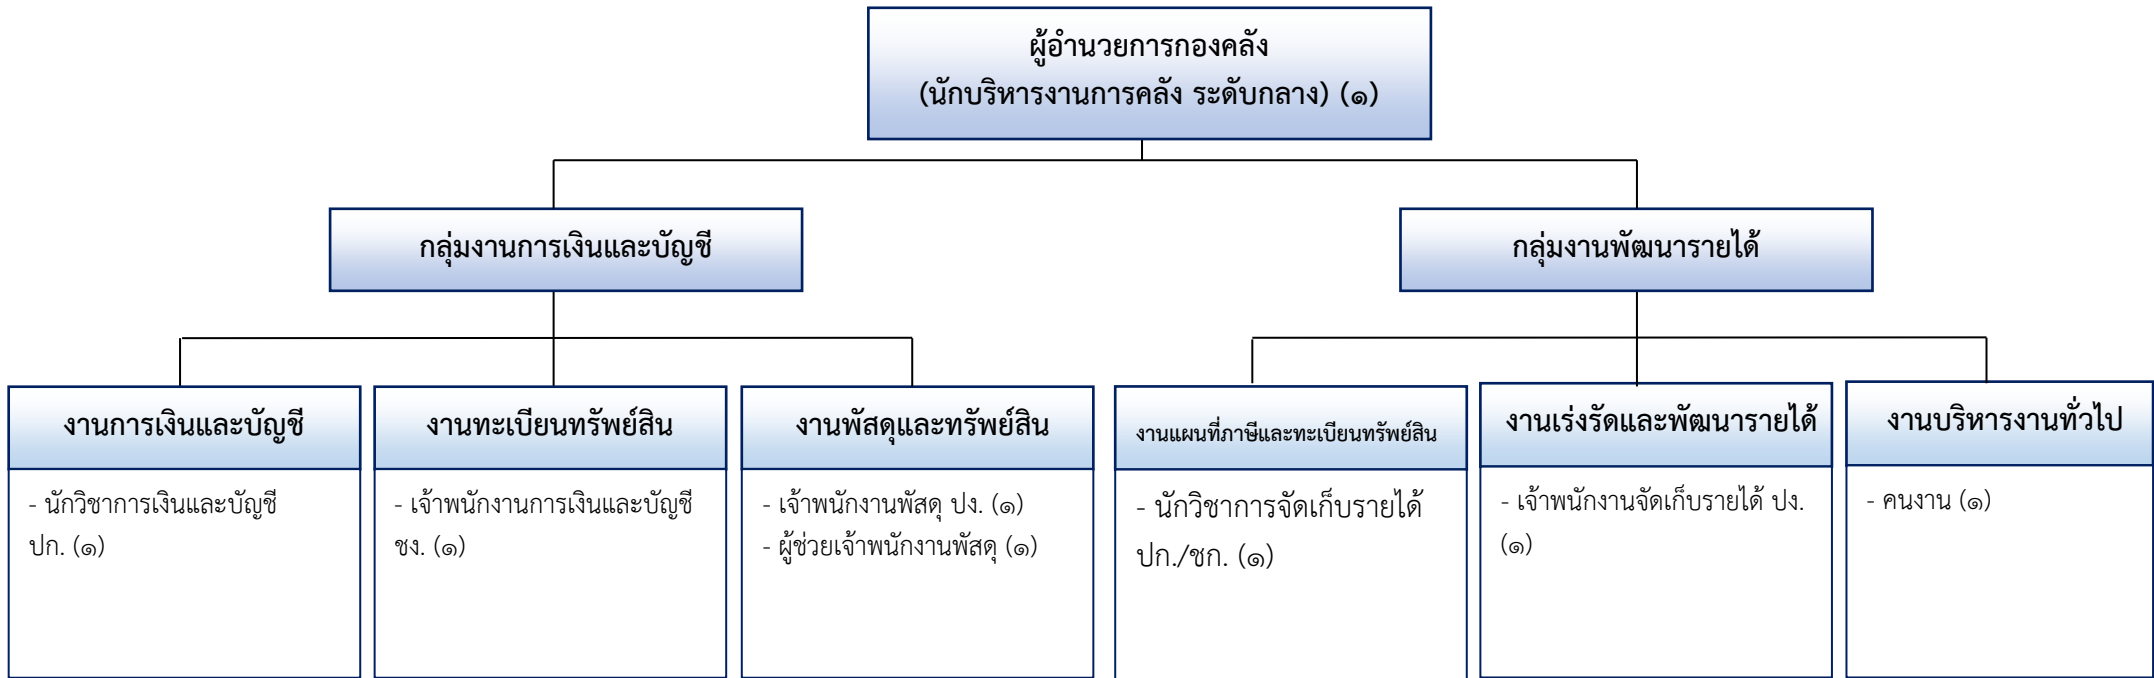 ผู้อำนวยการกองคลัง
(นักบริหารงานการคลัง ระดับกลาง) (๑)
กลุ่มงานการเงินและบัญชี
กลุ่มงานพัฒนารายได้
งานการเงินและบัญชี
- นักวิชาการเงินและบัญชี
ปก. (๑)
งานทะเบียนทรัพย์สิน
- เจ้าพนักงานการเงินและบัญชี
ชง. (๑)
งานพัสดุและทรัพย์สิน
- เจ้าพนักงานพัสดุ ปง. (๑)
- ผู้ช่วยเจ้าพนักงานพัสดุ (๑)
งานแผนที่ภาษีและทะเบียนทรัพย์สิน
- นักวิชาการจัดเก็บรายได้
ปก./ชก. (๑)
งานเร่งรัดและพัฒนารายได้
- เจ้าพนักงานจัดเก็บรายได้ ปง.
(๑)
งานบริหารงานทั่วไป
- คนงาน (๑)